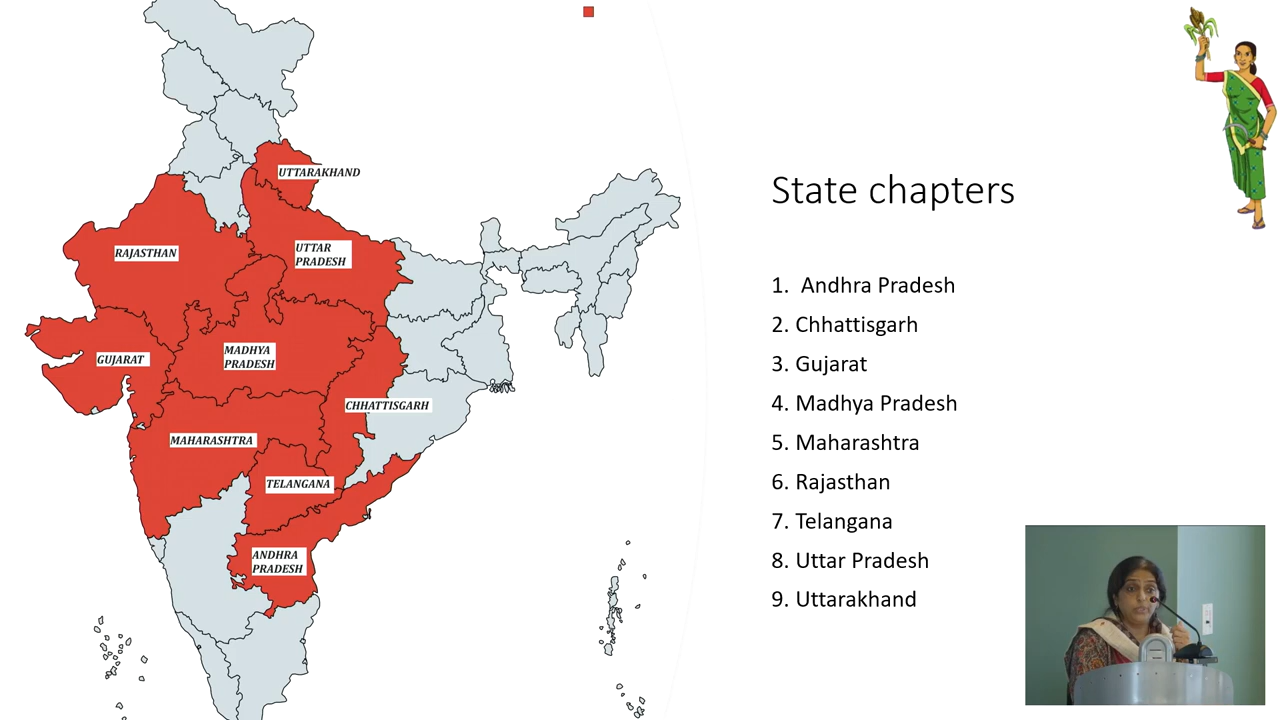 UTTARAKHAND
RAJASTHAN
UTTAR
PRADESH
GUJARAT
MADHYA
PRADESH
CHHATTISGARH
MAHARASHTRA
TELANGANA
ANDHRA
PRADESH
State chapters
1. Andhra Pradesh
2. Chhattisgarh
3. Gujarat
4. Madhya Pradesh
5. Maharashtra
6. Rajasthan
7. Telangana
8. Uttar Pradesh
9. Uttarakhand